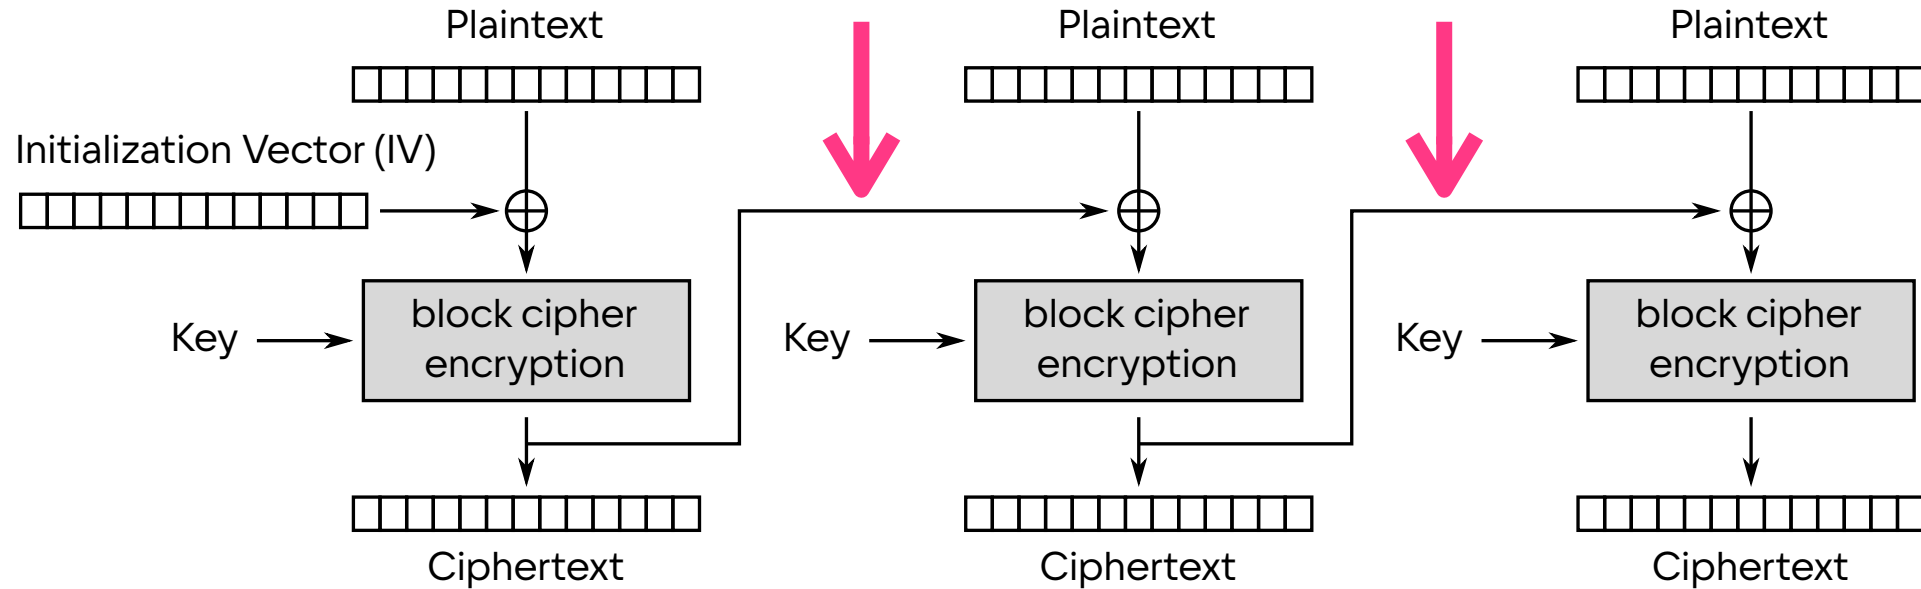 Plaintext
Plaintext
Plaintext
Initialization Vector (IV)
Key
block cipher
encryption
Key
block cipher
encryption
Key
block cipher
encryption
Ciphertext
Ciphertext
Ciphertext